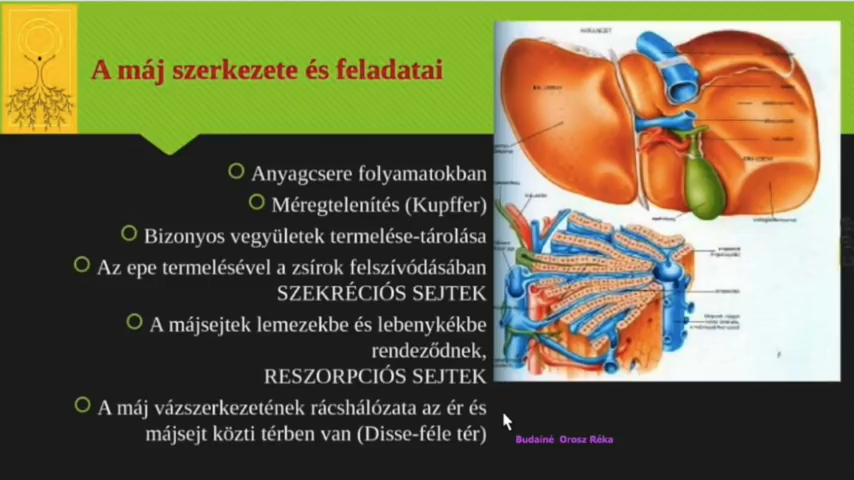 A máj szerkezete és feladatai
Anyagcsere folyamatokban
Méregtelenítés (Kupffer)
Bizonyos vegyületek termelése-tárolása
Az epe termelésével a zsírok felszívódásában
SZEKRÉCIÓS SEJTEK
A májsejtek lemezekbe és lebenykékbe
rendeződnek,
RESZORPCIÓS SEJTEK
A máj vázszerkezetének rácshálózata az ér és
májsejt közti térben van (Disse-féle tér)
Budainé Orosz Réka